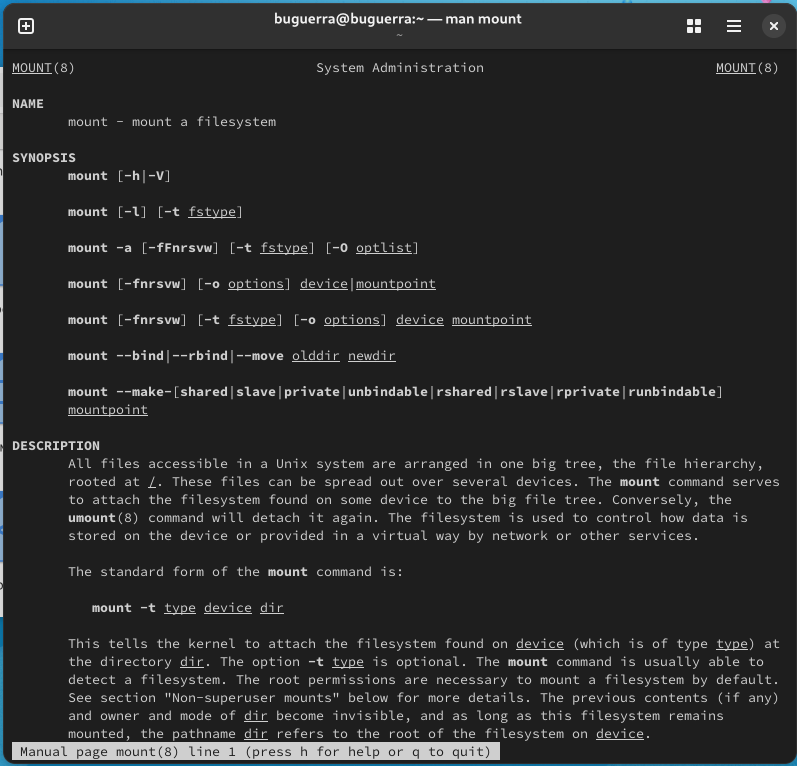 buguerra@buguerra:~ — man mount
~
MOUNT(8) System Administration MOUNT(8)
NAME
mount - mount a filesystem
SYNOPSIS
mount [-h|-V]
mount [-l] [-t fstype]
mount -a [-fFnrsvw] [-t fstype] [-O optlist]
mount [-fnrsvw] [-o options] device|mountpoint
mount [-fnrsvw] [-t fstype] [-o options] device mountpoint
mount --bind|--rbind|--move olddir newdir
mount --make-[shared|slave|private|unbindable|rshared|rslave|rprivate|runbindable]
mountpoint
DESCRIPTION
All files accessible in a Unix system are arranged in one big tree, the file hierarchy,
rooted at /. These files can be spread out over several devices. The mount command serves
to attach the filesystem found on some device to the big file tree. Conversely, the
umount(8) command will detach it again. The filesystem is used to control how data is
stored on the device or provided in a virtual way by network or other services.
The standard form of the mount command is:
mount -t type device dir
This tells the kernel to attach the filesystem found on device (which is of type type) at
the directory dir. The option -t type is optional. The mount command is usually able to
detect a filesystem. The root permissions are necessary to mount a filesystem by default.
See section "Non-superuser mounts" below for more details. The previous contents (if any)
and owner and mode of dir become invisible, and as long as this filesystem remains
mounted, the pathname dir refers to the root of the filesystem on device.
Manual page mount(8) line 1 (press h for help or q to quit)